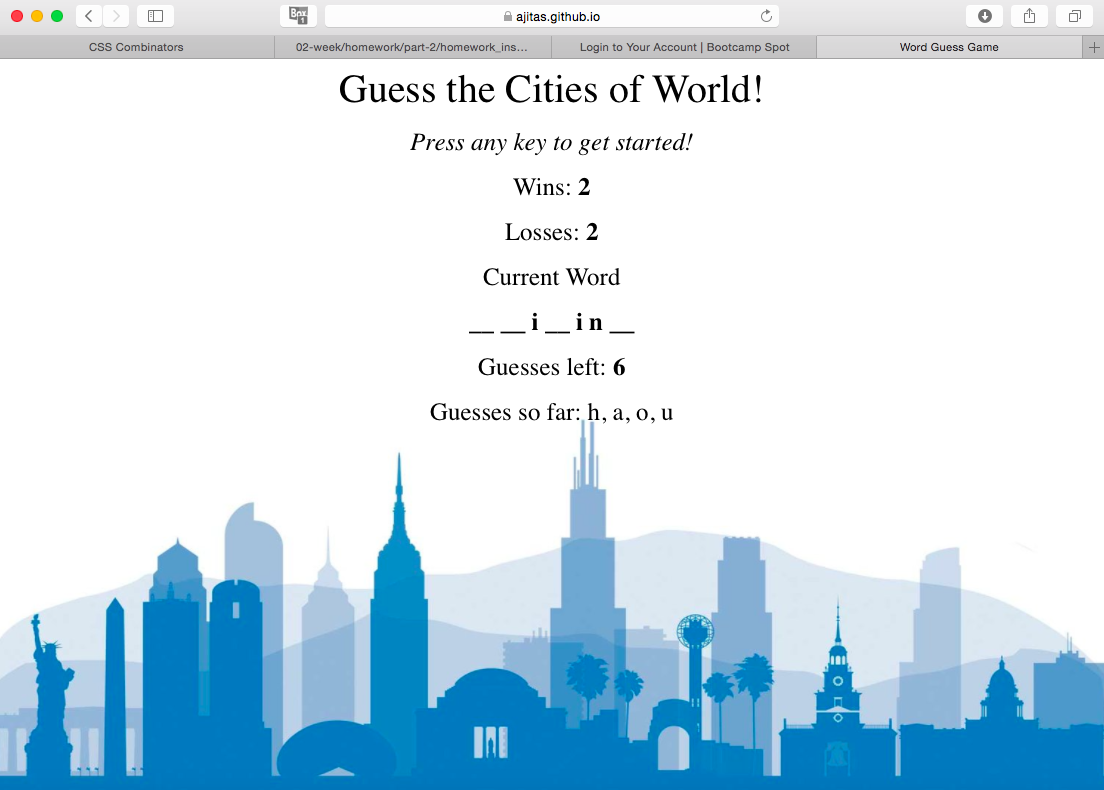 Box
1
ajitas.github.io
CSS Combinators
02-week/homework/part-2/homework_ins...
Login to Your Account | Bootcamp Spot
Word Guess Game
Guess the Cities of World!
Press any key to get started!
Wins: 2
Losses: 2
Current Word
__ __ i __ i n __
Guesses left: 6
Guesses so far: h, a, o, u